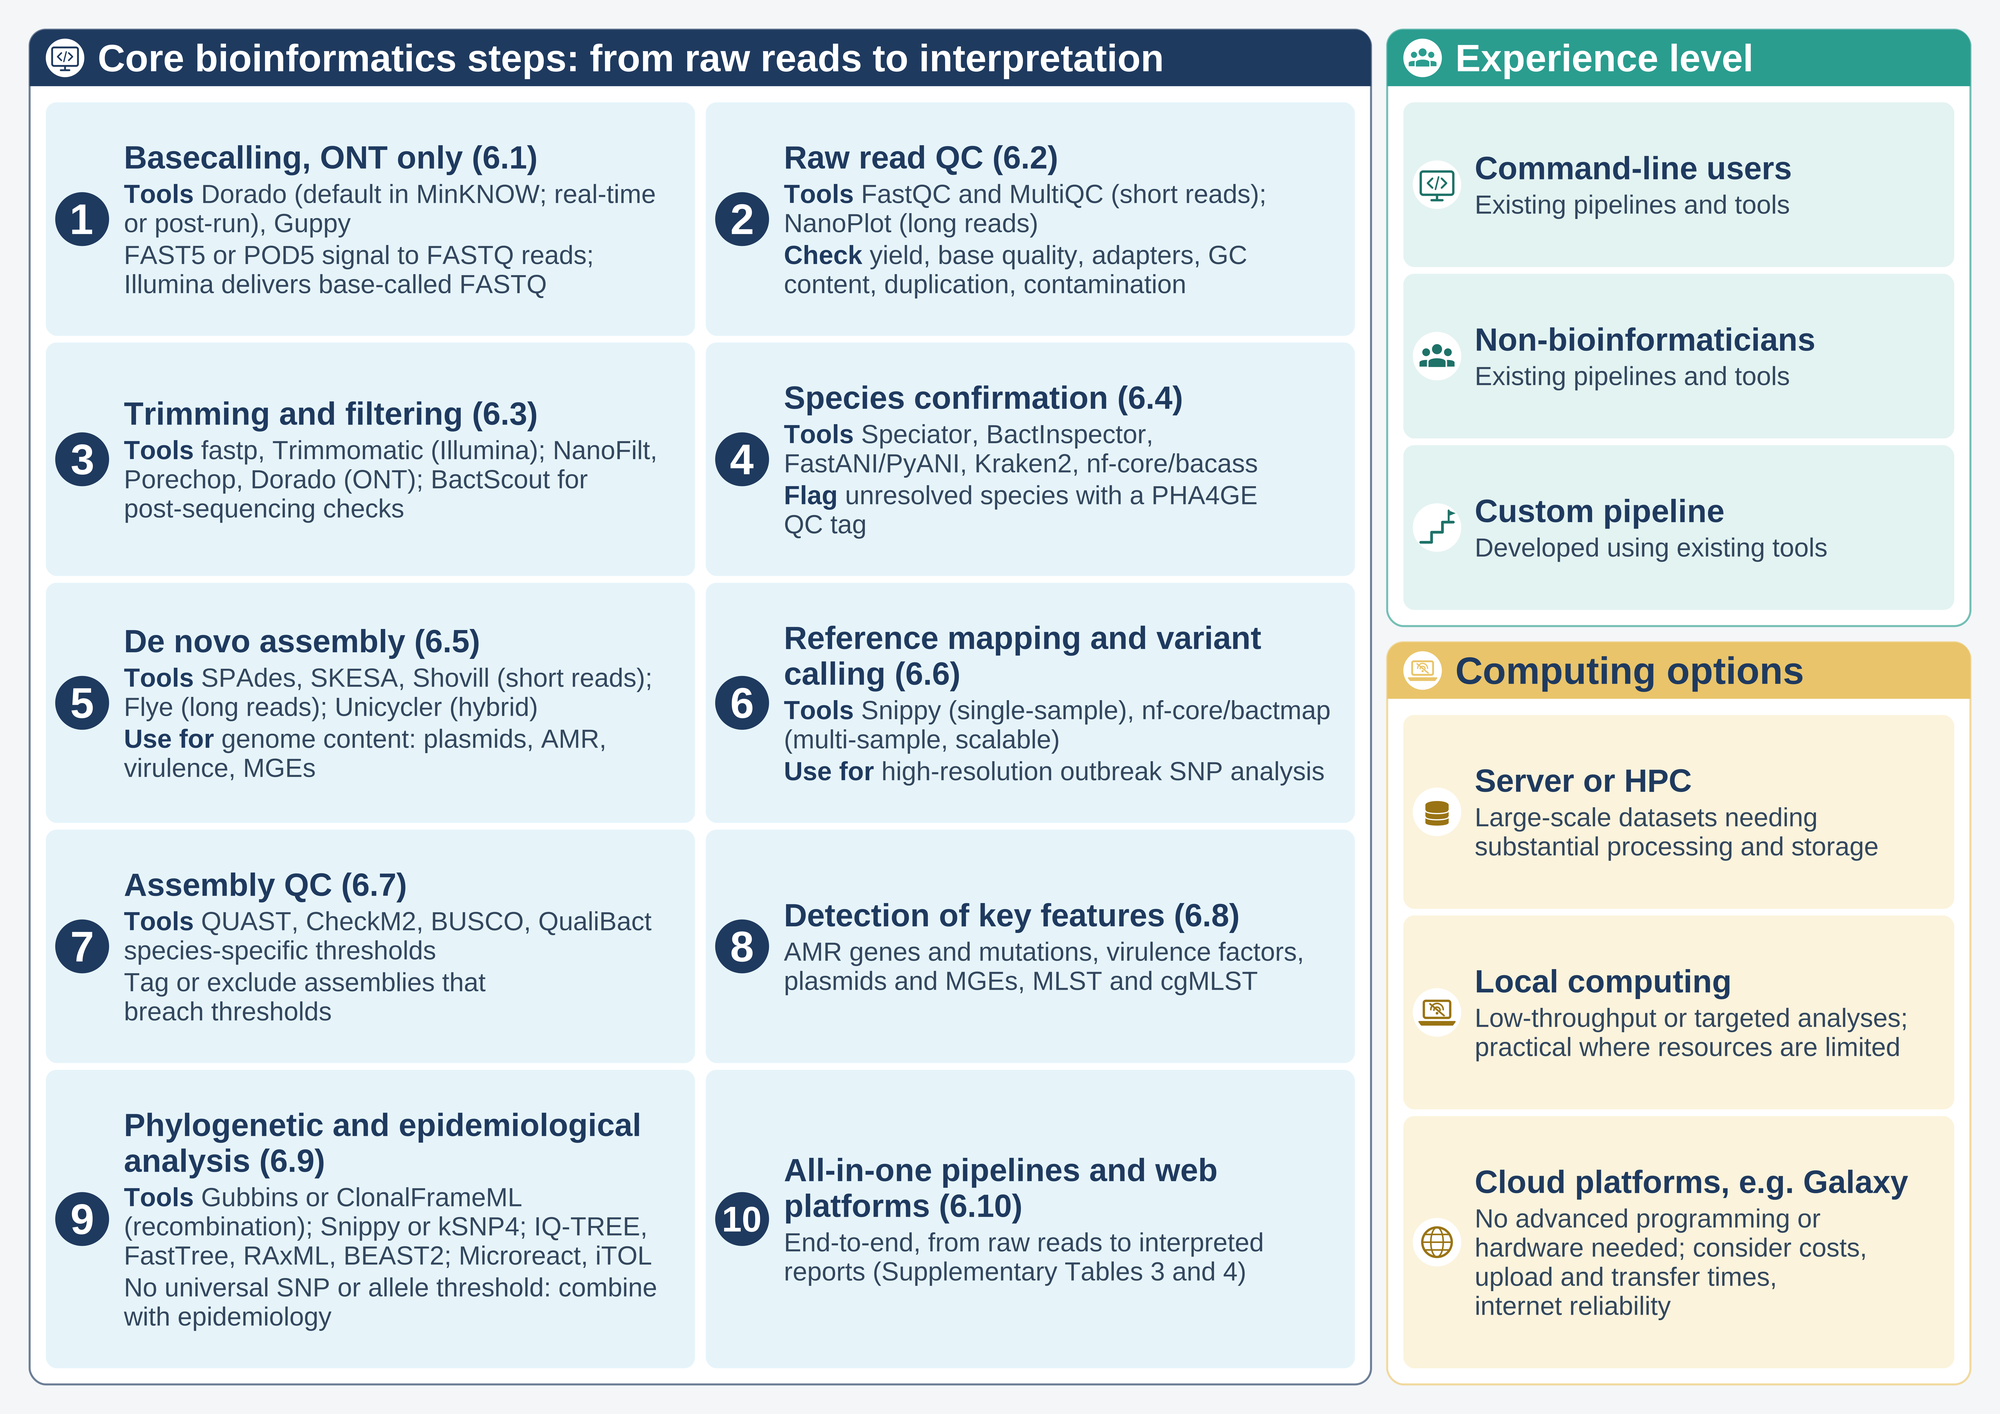 Core bioinformatics steps: from raw reads to interpretation
1
Basecalling, ONT only (6.1)
Tools Dorado (default in MinKNOW; real-time
or post-run), Guppy
FAST5 or POD5 signal to FASTQ reads;
Illumina delivers base-called FASTQ
2
Raw read QC (6.2)
Tools FastQC and MultiQC (short reads);
NanoPlot (long reads)
Check yield, base quality, adapters, GC
content, duplication, contamination
3
Trimming and filtering (6.3)
Tools fastp, Trimmomatic (Illumina); NanoFilt,
Porechop, Dorado (ONT); BactScout for
post-sequencing checks
4
Species confirmation (6.4)
Tools Speciator, BactInspector,
FastANI/PyANI, Kraken2, nf-core/bacass
Flag unresolved species with a PHA4GE
QC tag
5
De novo assembly (6.5)
Tools SPAdes, SKESA, Shovill (short reads);
Flye (long reads); Unicycler (hybrid)
Use for genome content: plasmids, AMR,
virulence, MGEs
6
Reference mapping and variant
calling (6.6)
Tools Snippy (single-sample), nf-core/bactmap
(multi-sample, scalable)
Use for high-resolution outbreak SNP analysis
7
Assembly QC (6.7)
Tools QUAST, CheckM2, BUSCO, QualiBact
species-specific thresholds
Tag or exclude assemblies that
breach thresholds
8
Detection of key features (6.8)
AMR genes and mutations, virulence factors,
plasmids and MGEs, MLST and cgMLST
9
Phylogenetic and epidemiological
analysis (6.9)
Tools Gubbins or ClonalFrameML
(recombination); Snippy or kSNP4; IQ-TREE,
FastTree, RAxML, BEAST2; Microreact, iTOL
No universal SNP or allele threshold: combine
with epidemiology
10
All-in-one pipelines and web
platforms (6.10)
End-to-end, from raw reads to interpreted
reports (Supplementary Tables 3 and 4)
Experience level
Command-line users
Existing pipelines and tools
Non-bioinformaticians
Existing pipelines and tools
Custom pipeline
Developed using existing tools
Computing options
Server or HPC
Large-scale datasets needing
substantial processing and storage
Local computing
Low-throughput or targeted analyses;
practical where resources are limited
Cloud platforms, e.g. Galaxy
No advanced programming or
hardware needed; consider costs,
upload and transfer times,
internet reliability